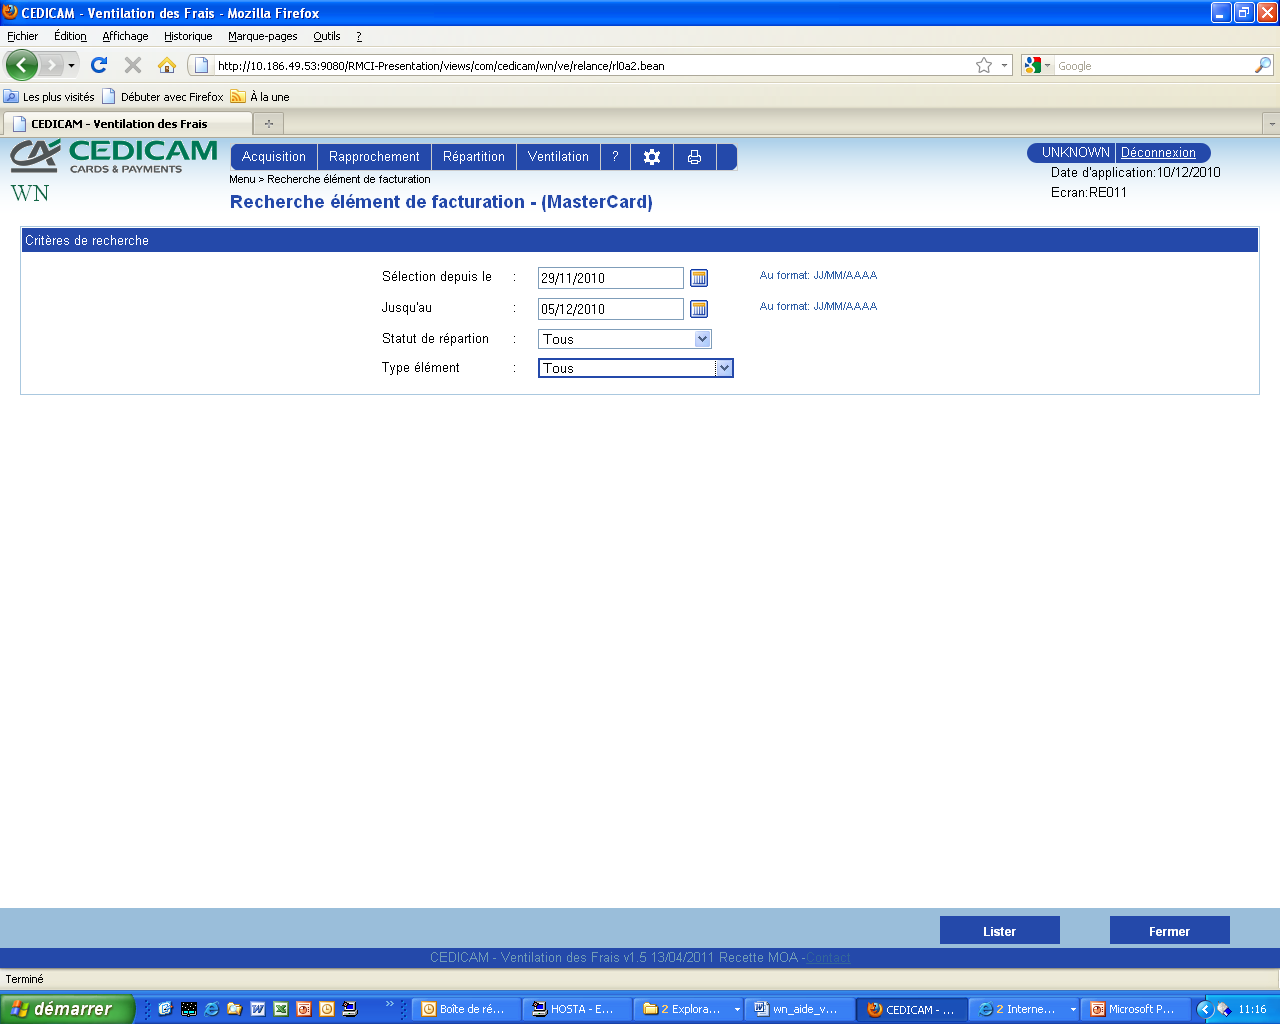 CEDICAM - Ventilation des Frais - Mozilla Firefox
Fichier Édition Affichage Historique Marque-pages Outils ?
http://10.186.49.53:9080/RMCI-Presentation/views/com/cedicam/wn/ve/relance/rl0a2.bean Google
Les plus visités Débuter avec Firefox À la une
CEDICAM - Ventilation des Frais
CEDICAM
CARDS & PAYMENTS
WN
Acquisition Rapprochement Répartition Ventilation ?
UNKNOWN Déconnexion
Menu > Recherche élément de facturation
Date d'application:10/12/2010
Recherche élément de facturation - (MasterCard)
Ecran:RE011
Critères de recherche
Sélection depuis le : 29/11/2010 Au format: JJ/MM/AAAA
Jusqu'au : 05/12/2010 Au format: JJ/MM/AAAA
Statut de répartion : Tous
Type élément : Tous
Lister Fermer
CEDICAM - Ventilation des Frais v1.5 13/04/2011 Recette MOA -Contact
Terminé
démarrer Boîte de ré... HOSTA - E... 2 Explora... wn_aide_v... CEDICAM - ... 2 Interne... Microsoft P... 11:16